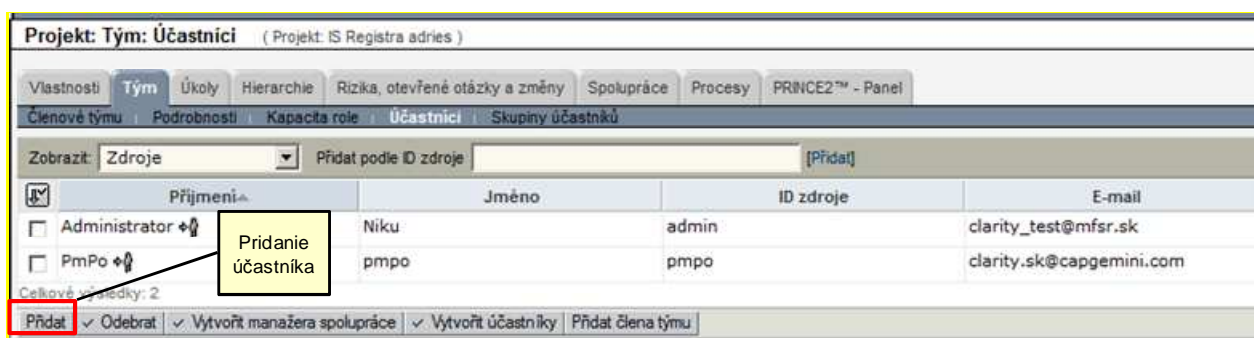 Projekt: Tým: Účastníci ( Projekt: IS Registra adries )
Vlastnosti Tým Úkoly Hierarchie Rizika, otevřené otázky a změny Spolupráce Procesy PRINCE2™ - Panel
Členové týmu Podrobnosti Kapacita role Účastníci Skupiny účastníků
Zobrazit: Zdroje Přidat podle ID zdroje [Přidat]
Příjmení Jméno ID zdroje E-mail
Administrator Niku admin clarity_test@mfsr.sk
PmPo pmpo pmpo clarity.sk@capgemini.com
Pridanie
účastníka
Celkové výsledky: 2
Přidat Odebrat Vytvořit manažera spolupráce Vytvořit účastníky Přidat člena týmu